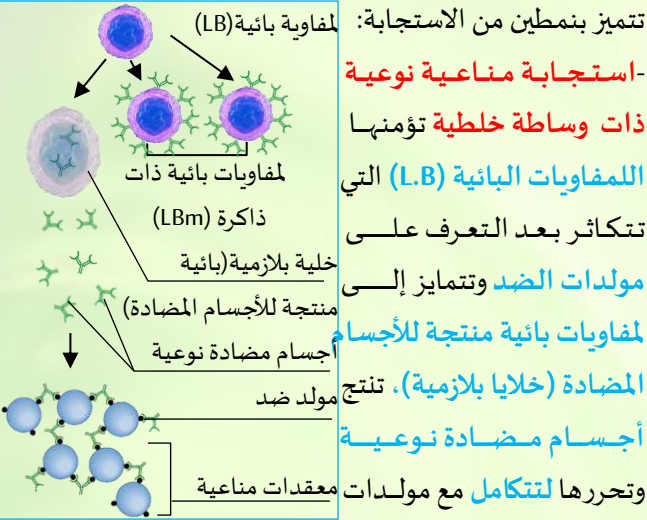 تتميز بنمطين من الاستجابة:
-استجابة مناعية نوعية
ذات وساطة خلطية تؤمنها
اللمفاويات البائية (L.B) التي
تتكاثر بعد التعرف على
مولدات الضد وتتمايز إلى
لمفاويات بائية منتجة للأجسام
المضادة (خلايا بلازمية)، تنتج
أجسام مضادة نوعية
وتحررها لتتكامل مع مولدات
لمفاوية بائية(LB)
لمفاويات بائية ذات
ذاكرة (LBm)
خلية بلازمية(بائية
منتجة للأجسام المضادة)
أجسام مضادة نوعية
مولد ضد
معقدات مناعية